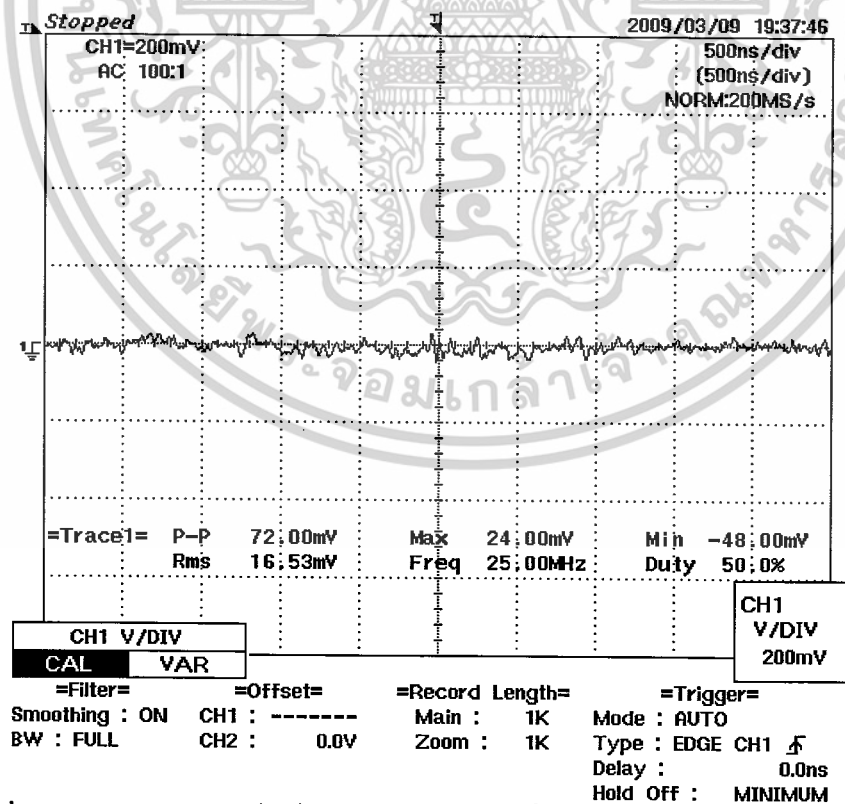 Stopped 2009/03/09 19:37:46
CH1=200mV 500ns/div
AC 100:1 (500ns/div)
NORM:200MS/s
1
=Trace1= P-P 72.00mV Max 24.00mV Min -48.00mV
Rms 16.53mV Freq 25.00MHz Duty 50.0%
CH1
V/DIV
200mV
CH1 V/DIV
CAL VAR
=Filter= =Offset= =Record Length= =Trigger=
Smoothing : ON CH1 : ------- Main : 1K Mode : AUTO
BW : FULL CH2 : 0.0V Zoom : 1K Type : EDGE CH1
Delay : 0.0ns
Hold Off : MINIMUM